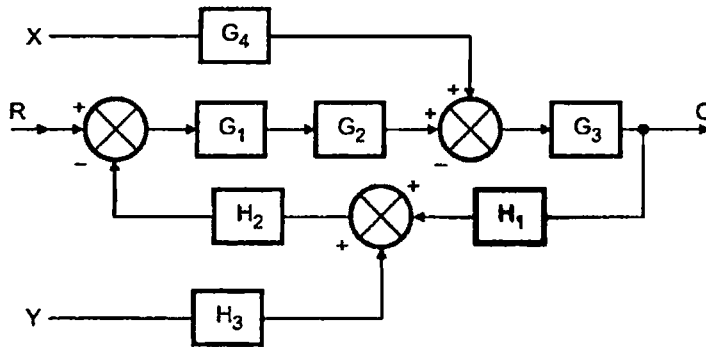 X G₄
+
R + G₁ G₂ + G₃ C
− −
H₂ + H₁
+
Y H₃